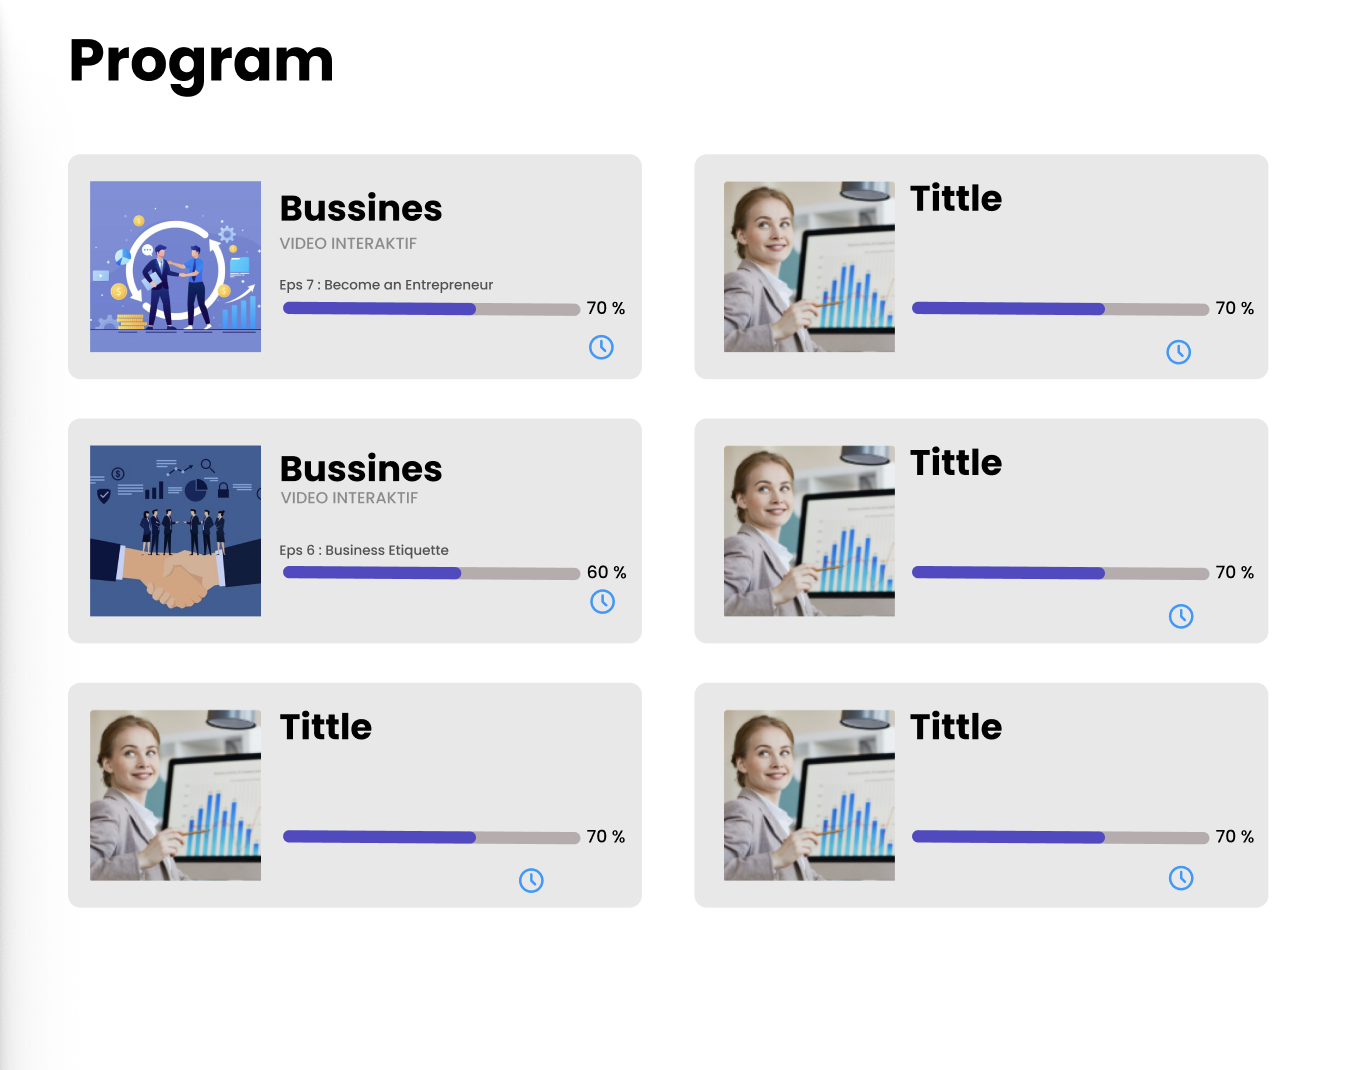 Program
Bussines
VIDEO INTERAKTIF
Eps 7 : Become an Entrepreneur
70 %
Tittle
70 %
Bussines
VIDEO INTERAKTIF
Eps 6 : Business Etiquette
60 %
Tittle
70 %
Tittle
70 %
Tittle
70 %